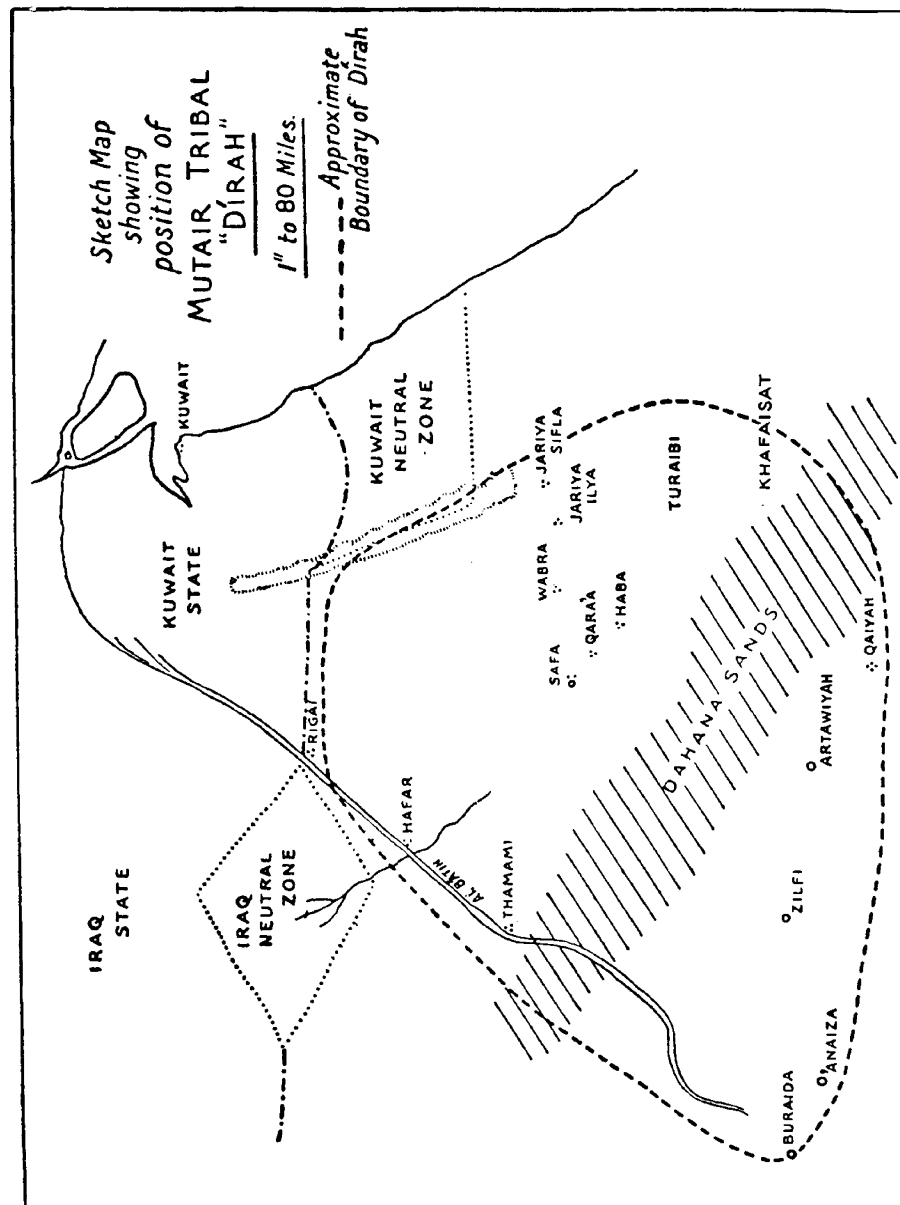 Sketch Map
showing
position of
MUTAIR TRIBAL
"DÍRAH"
1" to 80 Miles.
Approximate
Boundary of Dirah
KUWAIT
KUWAIT
STATE
KUWAIT
NEUTRAL
ZONE
IRAQ
STATE
IRAQ
NEUTRAL
ZONE
RIGAI
HAFAR
AL BĀTIN
THAMAMI
JARIYA
SIFLA
JARIYA
ILYA
WABRA
SAFA
QARA'A
HABA
TURAIBI
KHAFAISAT
DAHANA SANDS
QAIYAH
ARTAWIYAH
ZILFI
ANAIZA
BURAIDA